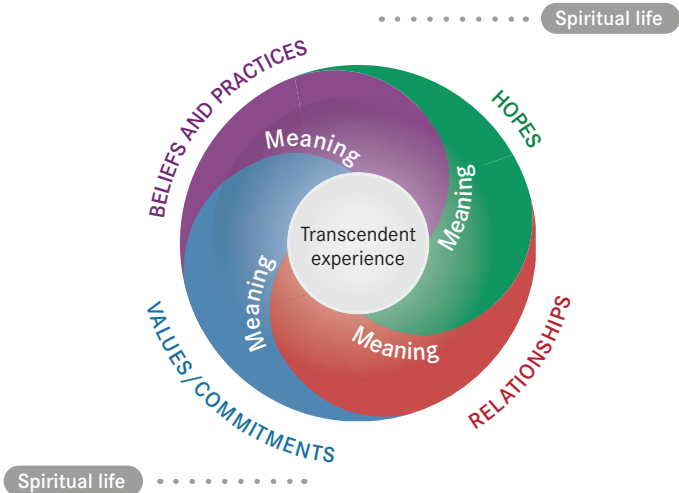 Spiritual life
BELIEFS AND PRACTICES
HOPES
Meaning
Meaning
Transcendent
experience
Meaning
Meaning
VALUES/COMMITMENTS
RELATIONSHIPS
Spiritual life